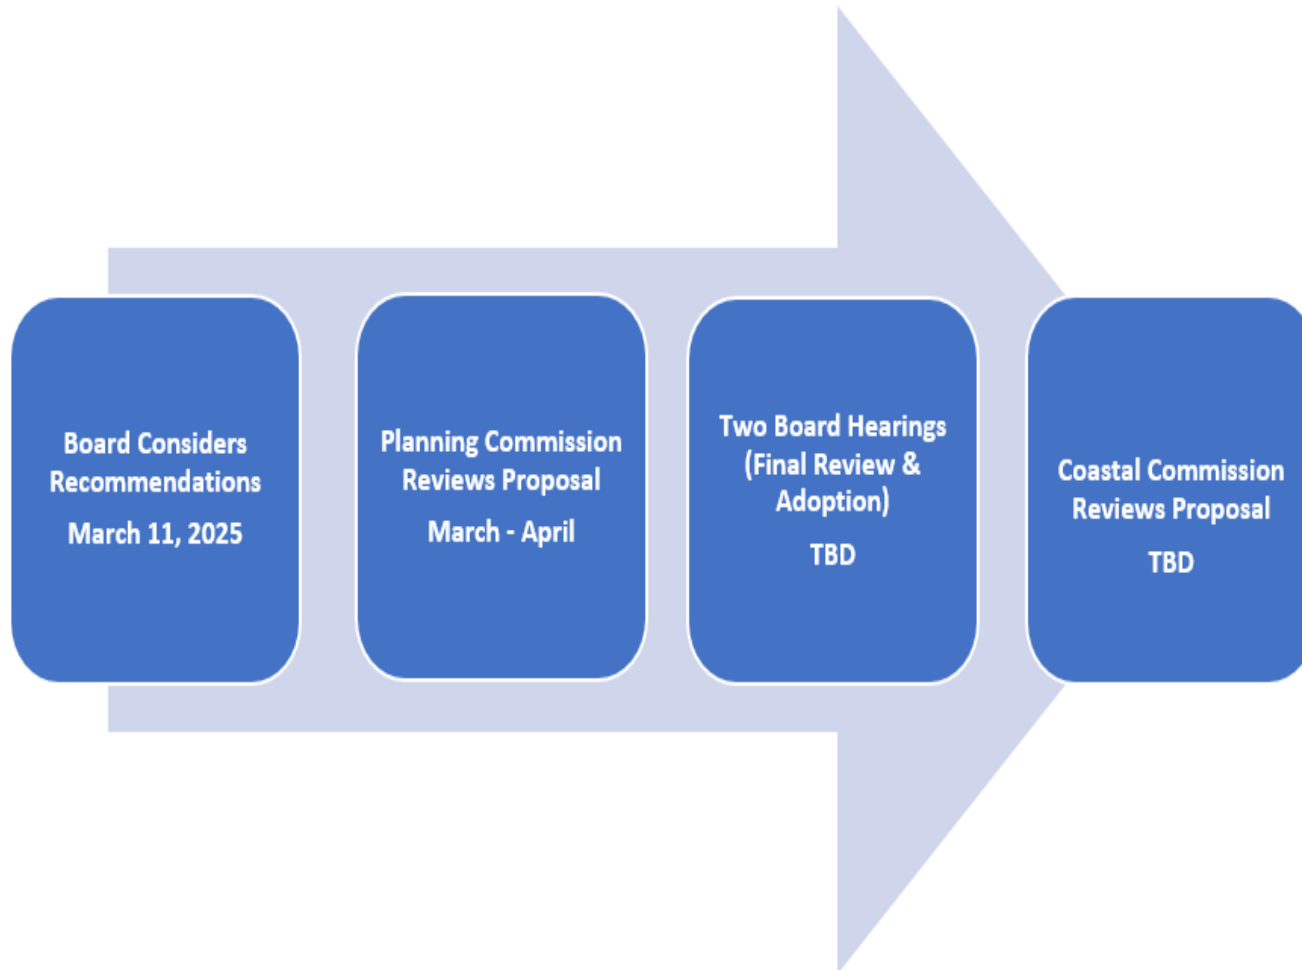 Board Considers
Recommendations
March 11, 2025
Planning Commission
Reviews Proposal
March - April
Two Board Hearings
(Final Review &
Adoption)
TBD
Coastal Commission
Reviews Proposal
TBD